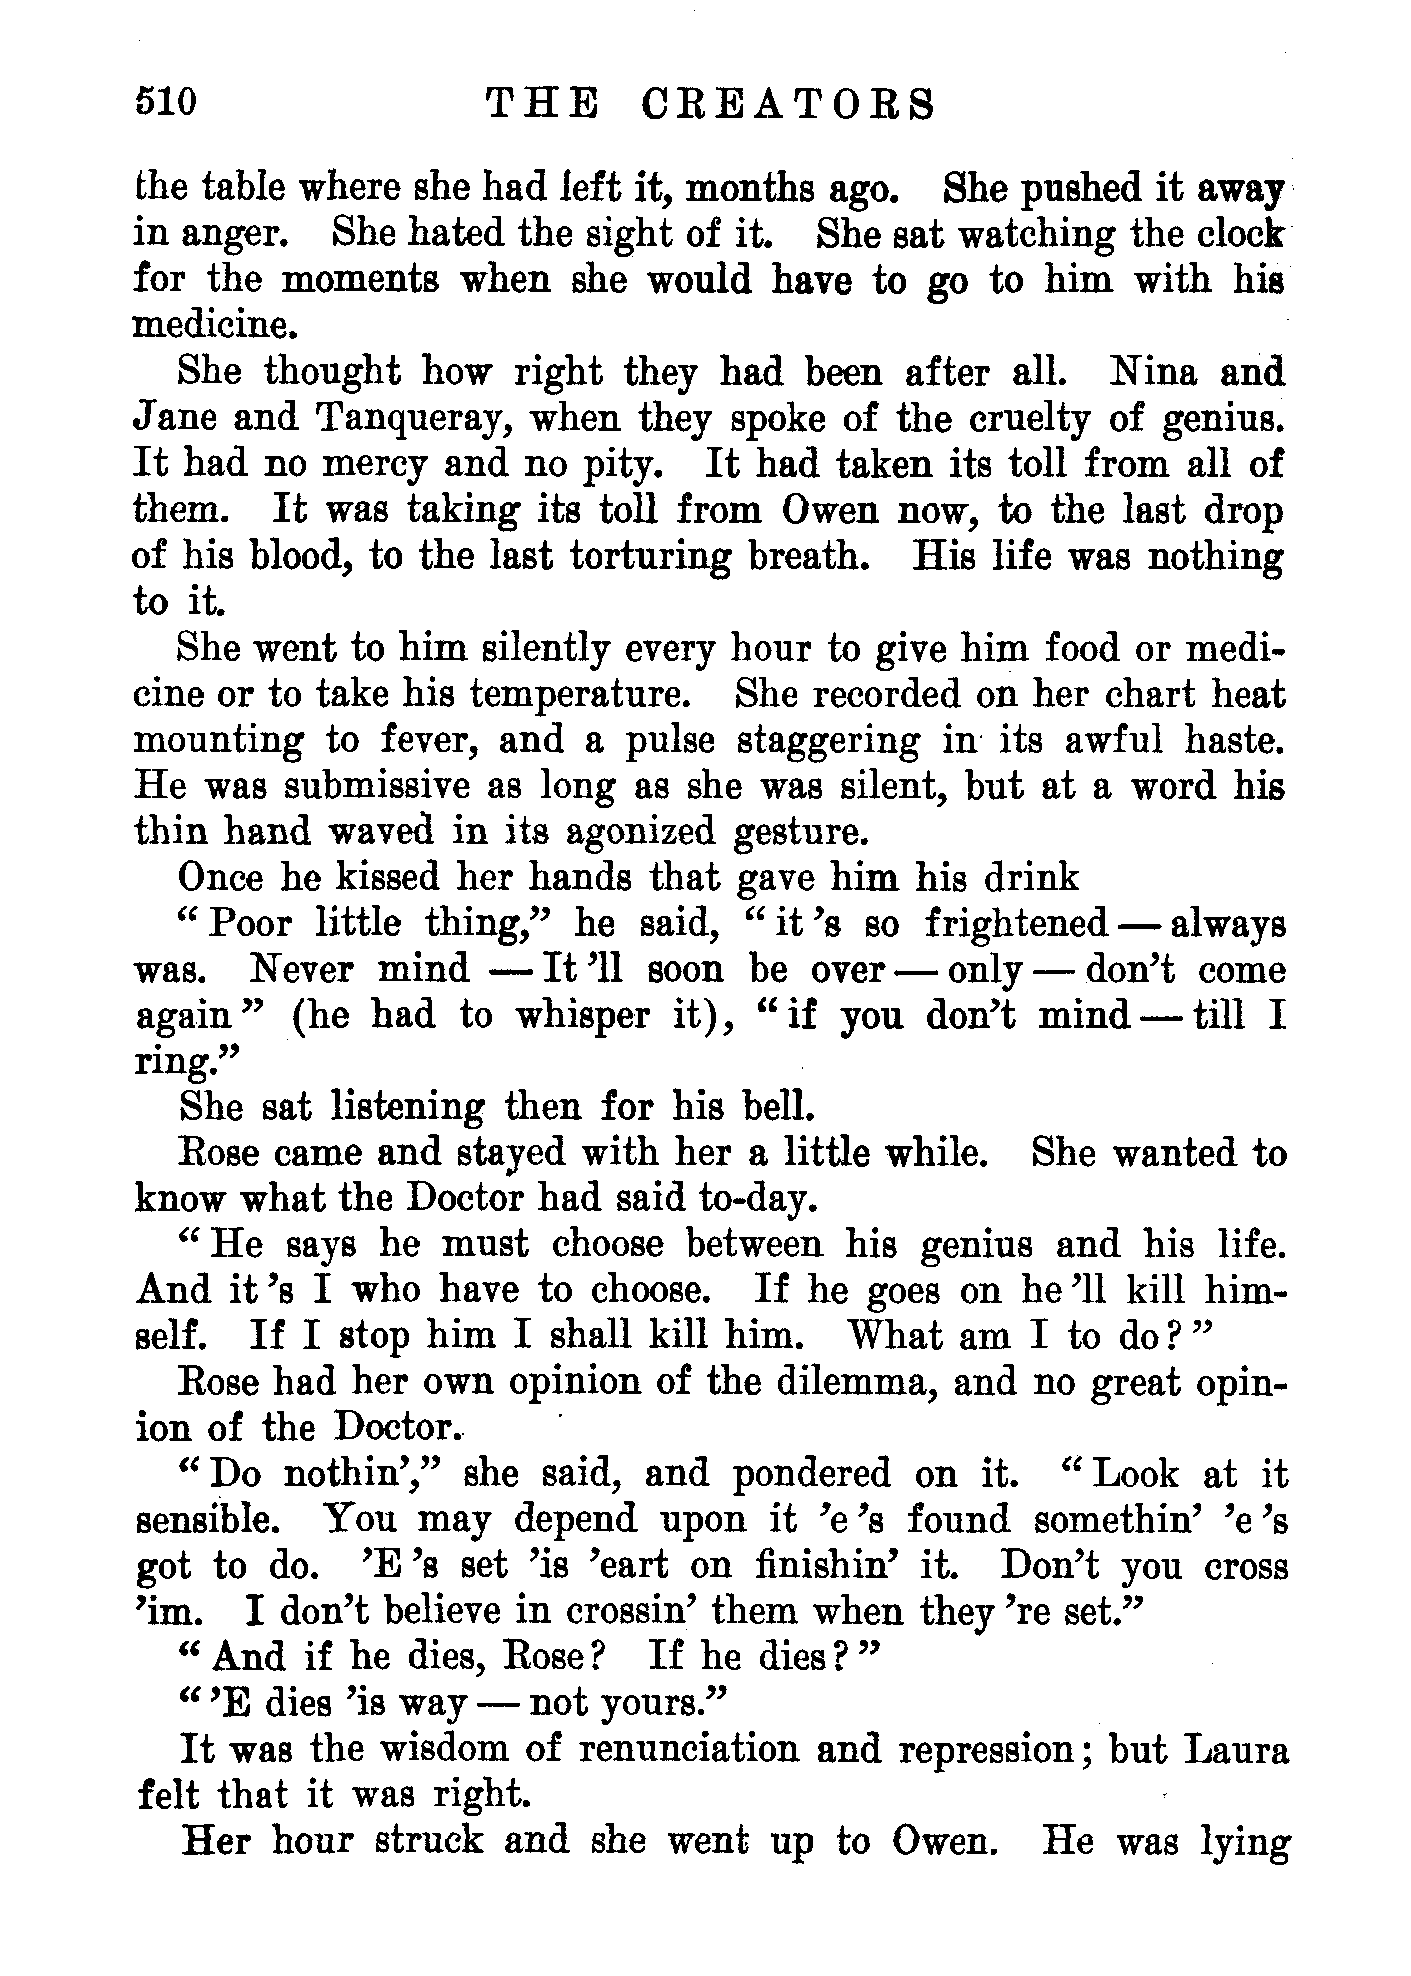 510 THE CREATORS
the table where she had left it, months ago. She pushed it away
in anger. She hated the sight of it. She sat watching the clock
for the moments when she would have to go to him with his
medicine.
She thought how right they had been after all. Nina and
Jane and Tanqueray, when they spoke of the cruelty of genius.
It had no mercy and no pity. It had taken its toll from all of
them. It was taking its toll from Owen now, to the last drop
of his blood, to the last torturing breath. His life was nothing
to it.
She went to him silently every hour to give him food or medi-
cine or to take his temperature. She recorded on her chart heat
mounting to fever, and a pulse staggering in its awful haste.
He was submissive as long as she was silent, but at a word his
thin hand waved in its agonized gesture.
Once he kissed her hands that gave him his drink
“ Poor little thing,” he said, “ it ’s so frightened — always
was. Never mind — It ’ll soon be over — only — don’t come
again ” (he had to whisper it), “ if you don’t mind — till I
ring.”
She sat listening then for his bell.
Rose came and stayed with her a little while. She wanted to
know what the Doctor had said to-day.
“ He says he must choose between his genius and his life.
And it ’s I who have to choose. If he goes on he ’ll kill him-
self. If I stop him I shall kill him. What am I to do? ”
Rose had her own opinion of the dilemma, and no great opin-
ion of the Doctor.
“ Do nothin’,” she said, and pondered on it. “ Look at it
sensible. You may depend upon it ’e ’s found somethin’ ’e ’s
got to do. ’E ’s set ’is ’eart on finishin’ it. Don’t you cross
’im. I don’t believe in crossin’ them when they ’re set.”
“ And if he dies, Rose? If he dies? ”
“ ’E dies ’is way — not yours.”
It was the wisdom of renunciation and repression; but Laura
felt that it was right.
Her hour struck and she went up to Owen. He was lying